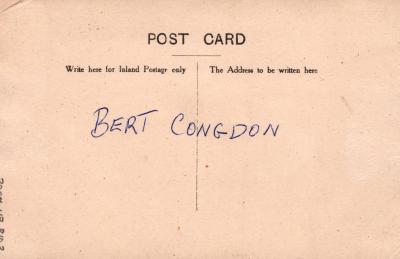 POST CARD
Write here for Inland Postage only
The Address to be written here
BERT CONGDON